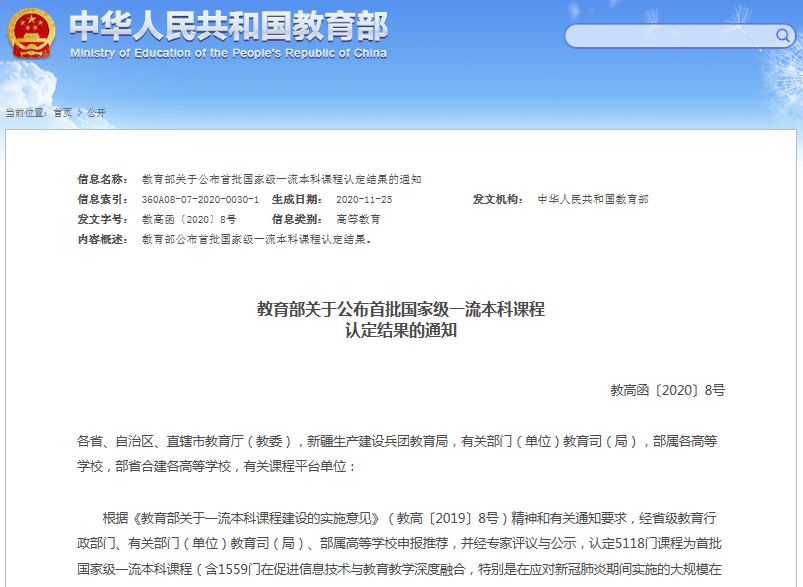 中华人民共和国教育部
Ministry of Education of the People's Republic of China
当前位置：首页 > 公开
信息名称： 教育部关于公布首批国家级一流本科课程认定结果的通知
信息索引： 360A08-07-2020-0030-1 生成日期： 2020-11-25 发文机构： 中华人民共和国教育部
发文字号： 教高函〔2020〕8号 信息类别： 高等教育
内容概述： 教育部公布首批国家级一流本科课程认定结果。
教育部关于公布首批国家级一流本科课程
认定结果的通知
教高函〔2020〕8号
各省、自治区、直辖市教育厅（教委），新疆生产建设兵团教育局，有关部门（单位）教育司（局），部属各高等
学校，部省合建各高等学校，有关课程平台单位：
根据《教育部关于一流本科课程建设的实施意见》（教高〔2019〕8号）精神和有关通知要求，经省级教育行
政部门、有关部门（单位）教育司（局）、部属高等学校申报推荐，并经专家评议与公示，认定5118门课程为首批
国家级一流本科课程（含1559门在促进信息技术与教育教学深度融合，特别是在应对新冠肺炎期间实施的大规模在